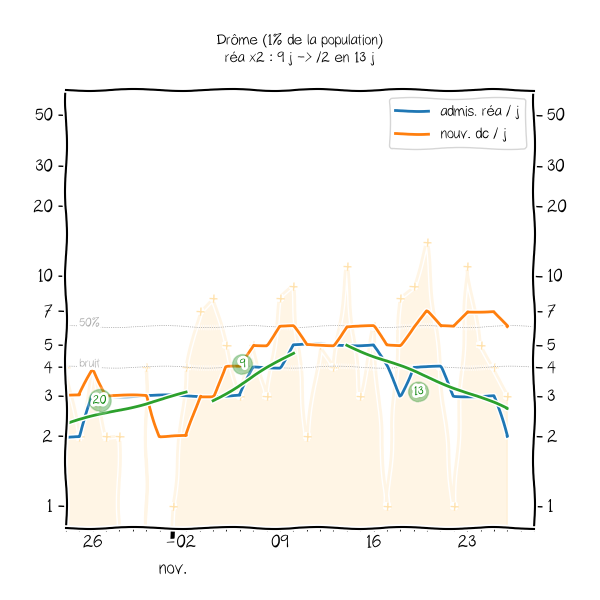 Drôme (1% de la population)
réa x2 : 9 j -> /2 en 13 j
admis. réa / j
nouv. dc / j
50 50
30 30
20 20
10 10
7 7
50%
5 5
9
4 4
bruit
13
3 3
20
2 2
1 1
26 02 09 16 23
nov.